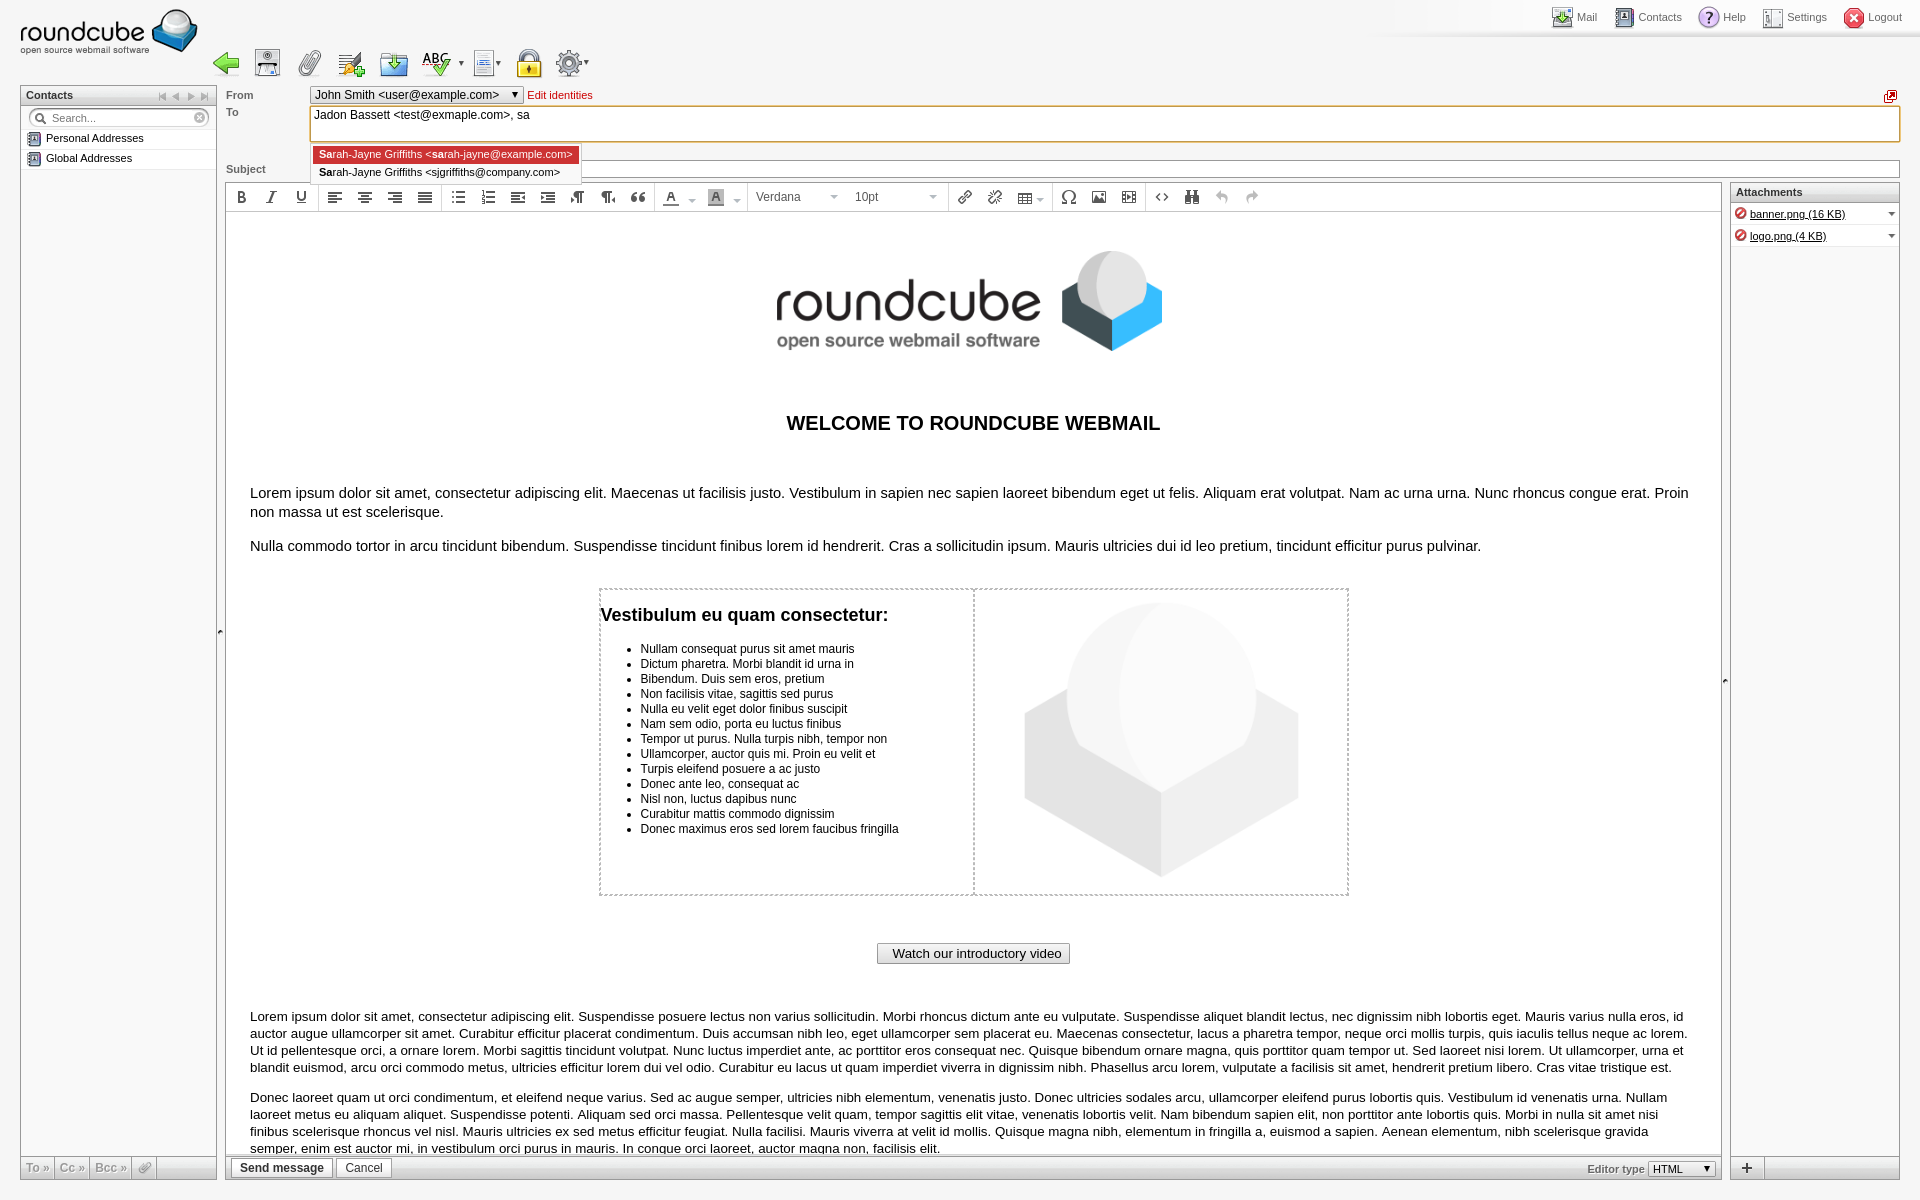 roundcube
open source webmail software
Mail
Contacts
Help
Settings
Logout
ABC
Contacts
Search...
Personal Addresses
Global Addresses
From
John Smith <user@example.com>
Edit identities
To
Jadon Bassett <test@exmaple.com>, sa
Sarah-Jayne Griffiths <sarah-jayne@example.com>
Sarah-Jayne Griffiths <sjgriffiths@company.com>
Subject
B I U
A
A
Verdana
10pt
Attachments
banner.png (16 KB)
logo.png (4 KB)
roundcube
open source webmail software
WELCOME TO ROUNDCUBE WEBMAIL
Lorem ipsum dolor sit amet, consectetur adipiscing elit. Maecenas ut facilisis justo. Vestibulum in sapien nec sapien laoreet bibendum eget ut felis. Aliquam erat volutpat. Nam ac urna urna. Nunc rhoncus congue erat. Proin
non massa ut est scelerisque.
Nulla commodo tortor in arcu tincidunt bibendum. Suspendisse tincidunt finibus lorem id hendrerit. Cras a sollicitudin ipsum. Mauris ultricies dui id leo pretium, tincidunt efficitur purus pulvinar.
Vestibulum eu quam consectetur:
• Nullam consequat purus sit amet mauris
• Dictum pharetra. Morbi blandit id urna in
• Bibendum. Duis sem eros, pretium
• Non facilisis vitae, sagittis sed purus
• Nulla eu velit eget dolor finibus suscipit
• Nam sem odio, porta eu luctus finibus
• Tempor ut purus. Nulla turpis nibh, tempor non
• Ullamcorper, auctor quis mi. Proin eu velit et
• Turpis eleifend posuere a ac justo
• Donec ante leo, consequat ac
• Nisl non, luctus dapibus nunc
• Curabitur mattis commodo dignissim
• Donec maximus eros sed lorem faucibus fringilla
Watch our introductory video
Lorem ipsum dolor sit amet, consectetur adipiscing elit. Suspendisse posuere lectus non varius sollicitudin. Morbi rhoncus dictum ante eu vulputate. Suspendisse aliquet blandit lectus, nec dignissim nibh lobortis eget. Mauris varius nulla eros, id
auctor augue ullamcorper sit amet. Curabitur efficitur placerat condimentum. Duis accumsan nibh leo, eget ullamcorper sem placerat eu. Maecenas consectetur, lacus a pharetra tempor, neque orci mollis turpis, quis iaculis tellus neque ac lorem.
Ut id pellentesque orci, a ornare lorem. Morbi sagittis tincidunt volutpat. Nunc luctus imperdiet ante, ac porttitor eros consequat nec. Quisque bibendum ornare magna, quis porttitor quam tempor ut. Sed laoreet nisi lorem. Ut ullamcorper, urna et
blandit euismod, arcu orci commodo metus, ultricies efficitur lorem dui vel odio. Curabitur eu lacus ut quam imperdiet viverra in dignissim nibh. Phasellus arcu lorem, vulputate a facilisis sit amet, hendrerit pretium libero. Cras vitae tristique est.
Donec laoreet quam ut orci condimentum, et eleifend neque varius. Sed ac augue semper, ultricies nibh elementum, venenatis justo. Donec ultricies sodales arcu, ullamcorper eleifend purus lobortis quis. Vestibulum id venenatis urna. Nullam
laoreet metus eu aliquam aliquet. Suspendisse potenti. Aliquam sed orci massa. Pellentesque velit quam, tempor sagittis elit vitae, venenatis lobortis velit. Nam bibendum sapien elit, non porttitor ante lobortis quis. Morbi in nulla sit amet nisi
finibus scelerisque rhoncus vel nisl. Mauris ultricies ex sed metus efficitur feugiat. Nulla facilisi. Mauris viverra at velit id mollis. Quisque magna nibh, elementum in fringilla a, euismod a sapien. Aenean elementum, nibh scelerisque gravida
semper, enim est auctor mi, in vestibulum orci purus in mauris. In congue orci laoreet, auctor magna non, facilisis elit.
To »
Cc »
Bcc »
Send message
Cancel
Editor type
HTML